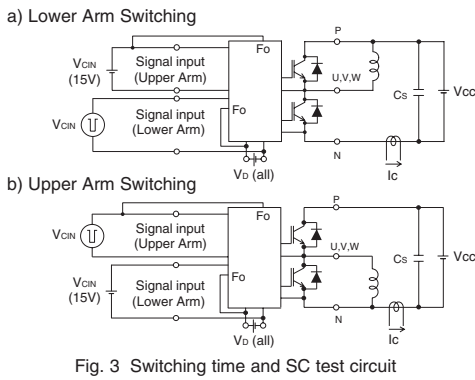 a) Lower Arm Switching
P
Fo
VCIN
(15V)
Signal input
(Upper Arm)
U,V,W
CS
Vcc
Signal input
(Lower Arm)
Fo
VCIN
N
Ic
VD (all)
b) Upper Arm Switching
P
Fo
VCIN
Signal input
(Upper Arm)
U,V,W
CS
Vcc
VCIN
(15V)
Signal input
(Lower Arm)
Fo
N
Ic
VD (all)
Fig. 3 Switching time and SC test circuit